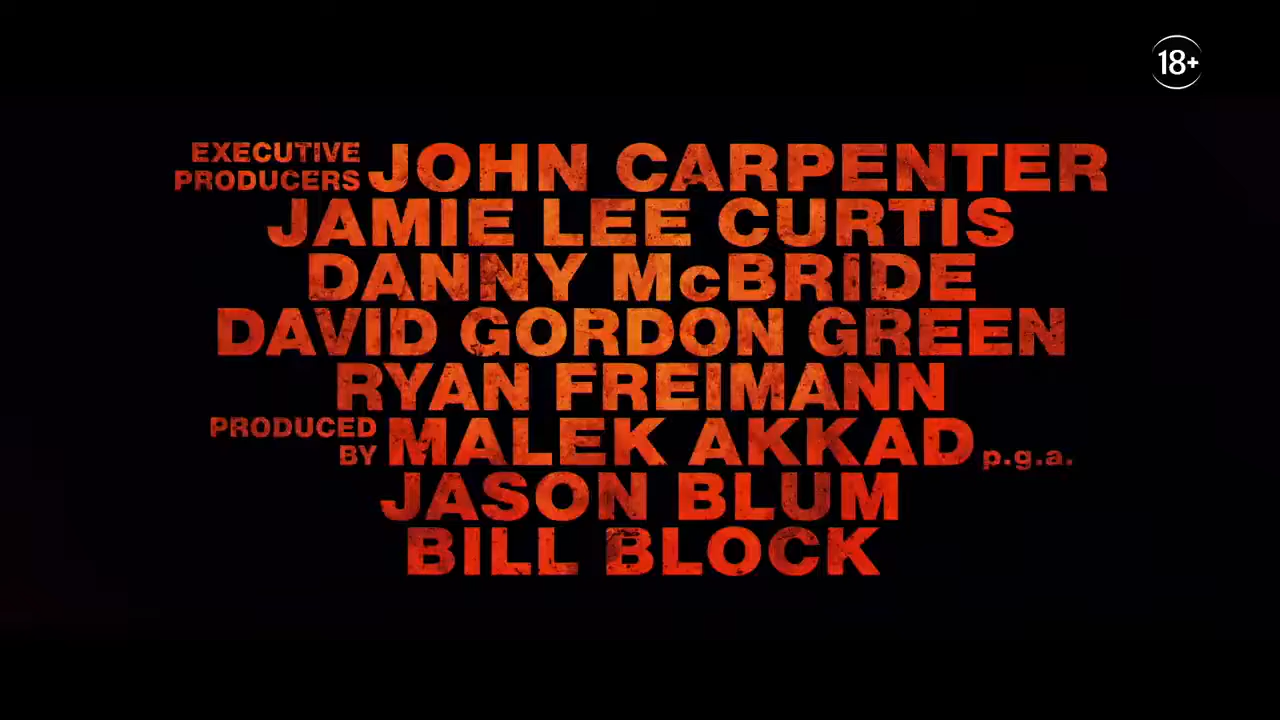 18+
EXECUTIVE
PRODUCERS JOHN CARPENTER
JAMIE LEE CURTIS
DANNY McBRIDE
DAVID GORDON GREEN
RYAN FREIMANN
PRODUCED
BY MALEK AKKAD p.g.a.
JASON BLUM
BILL BLOCK